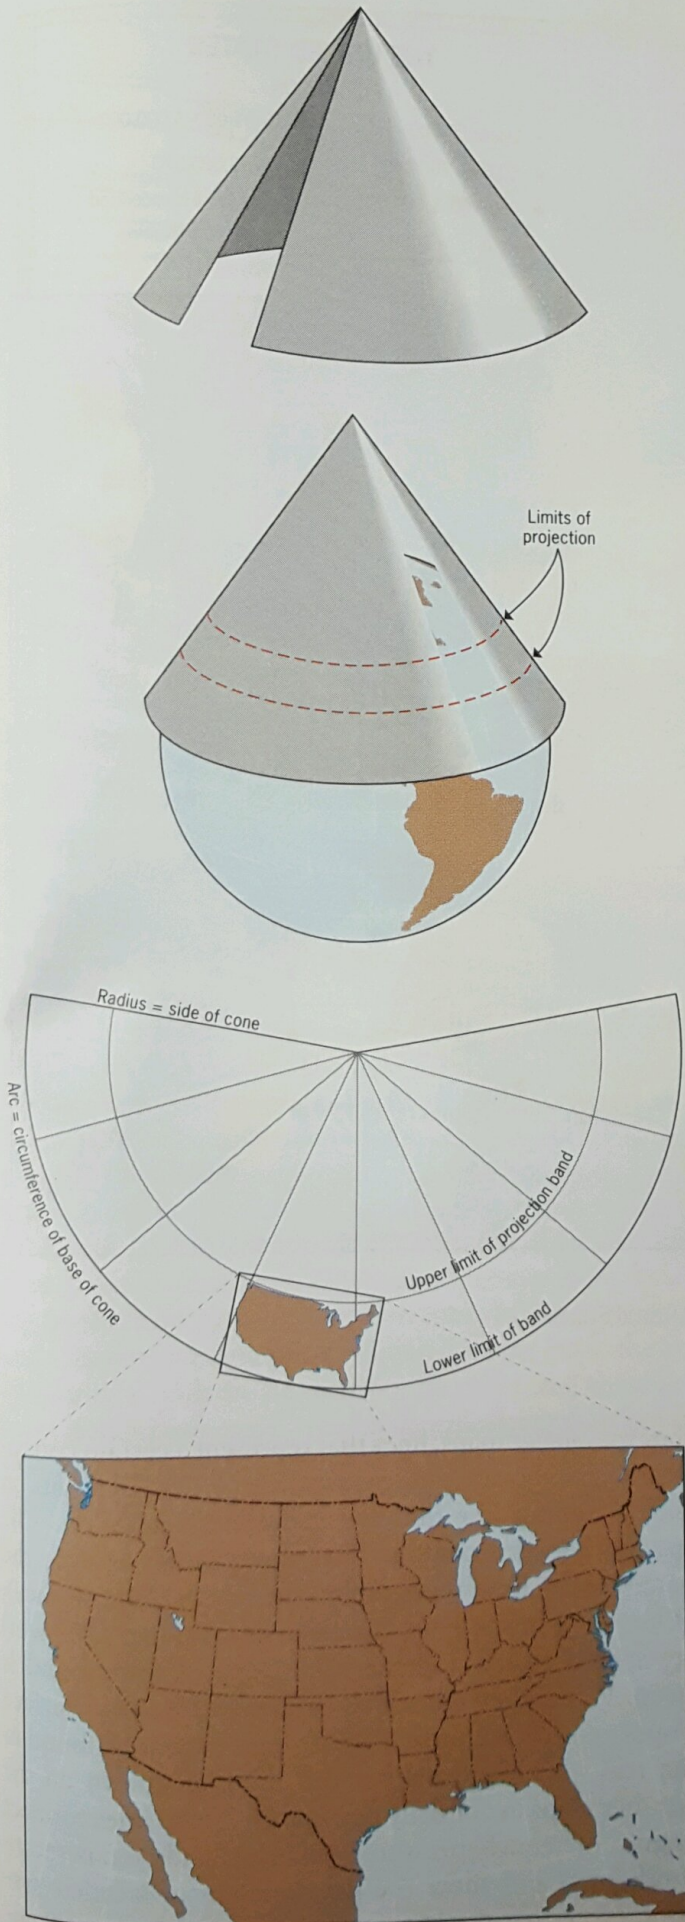 Limits of
projection
Radius = side of cone
Arc = circumference of base of cone
Upper limit of projection band
Lower limit of band